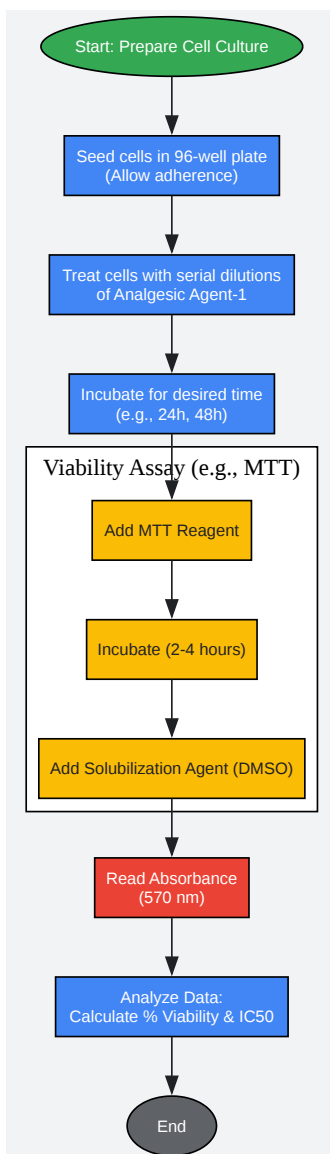 Start: Prepare Cell Culture
Seed cells in 96-well plate
(Allow adherence)
Treat cells with serial dilutions
of Analgesic Agent-1
Incubate for desired time
(e.g., 24h, 48h)
Viability Assay (e.g., MTT)
Add MTT Reagent
Incubate (2-4 hours)
Add Solubilization Agent (DMSO)
Read Absorbance
(570 nm)
Analyze Data:
Calculate % Viability & IC50
End